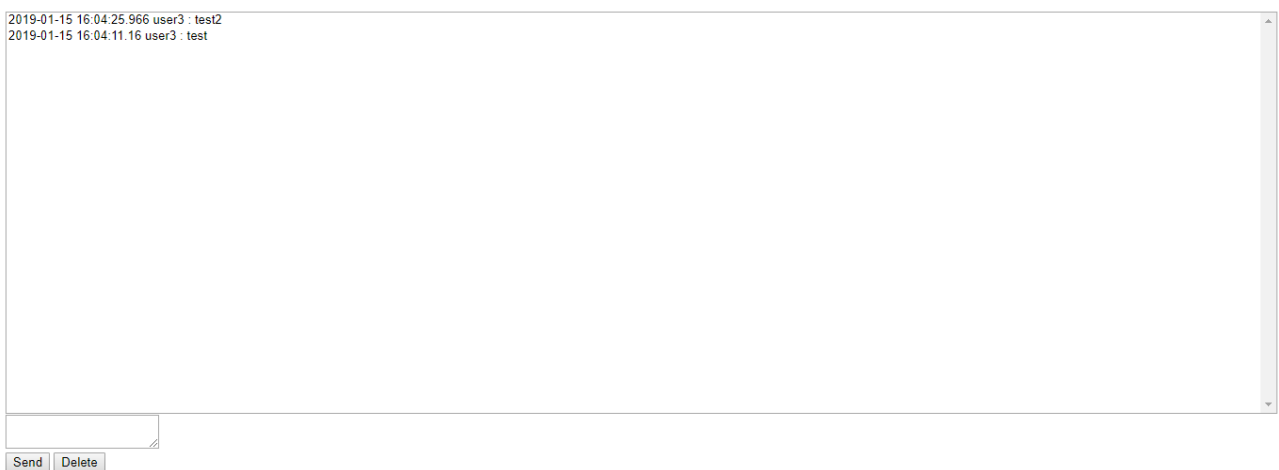 2019-01-15 16:04:25.966 user3 : test2
2019-01-15 16:04:11.16 user3 : test
Send Delete